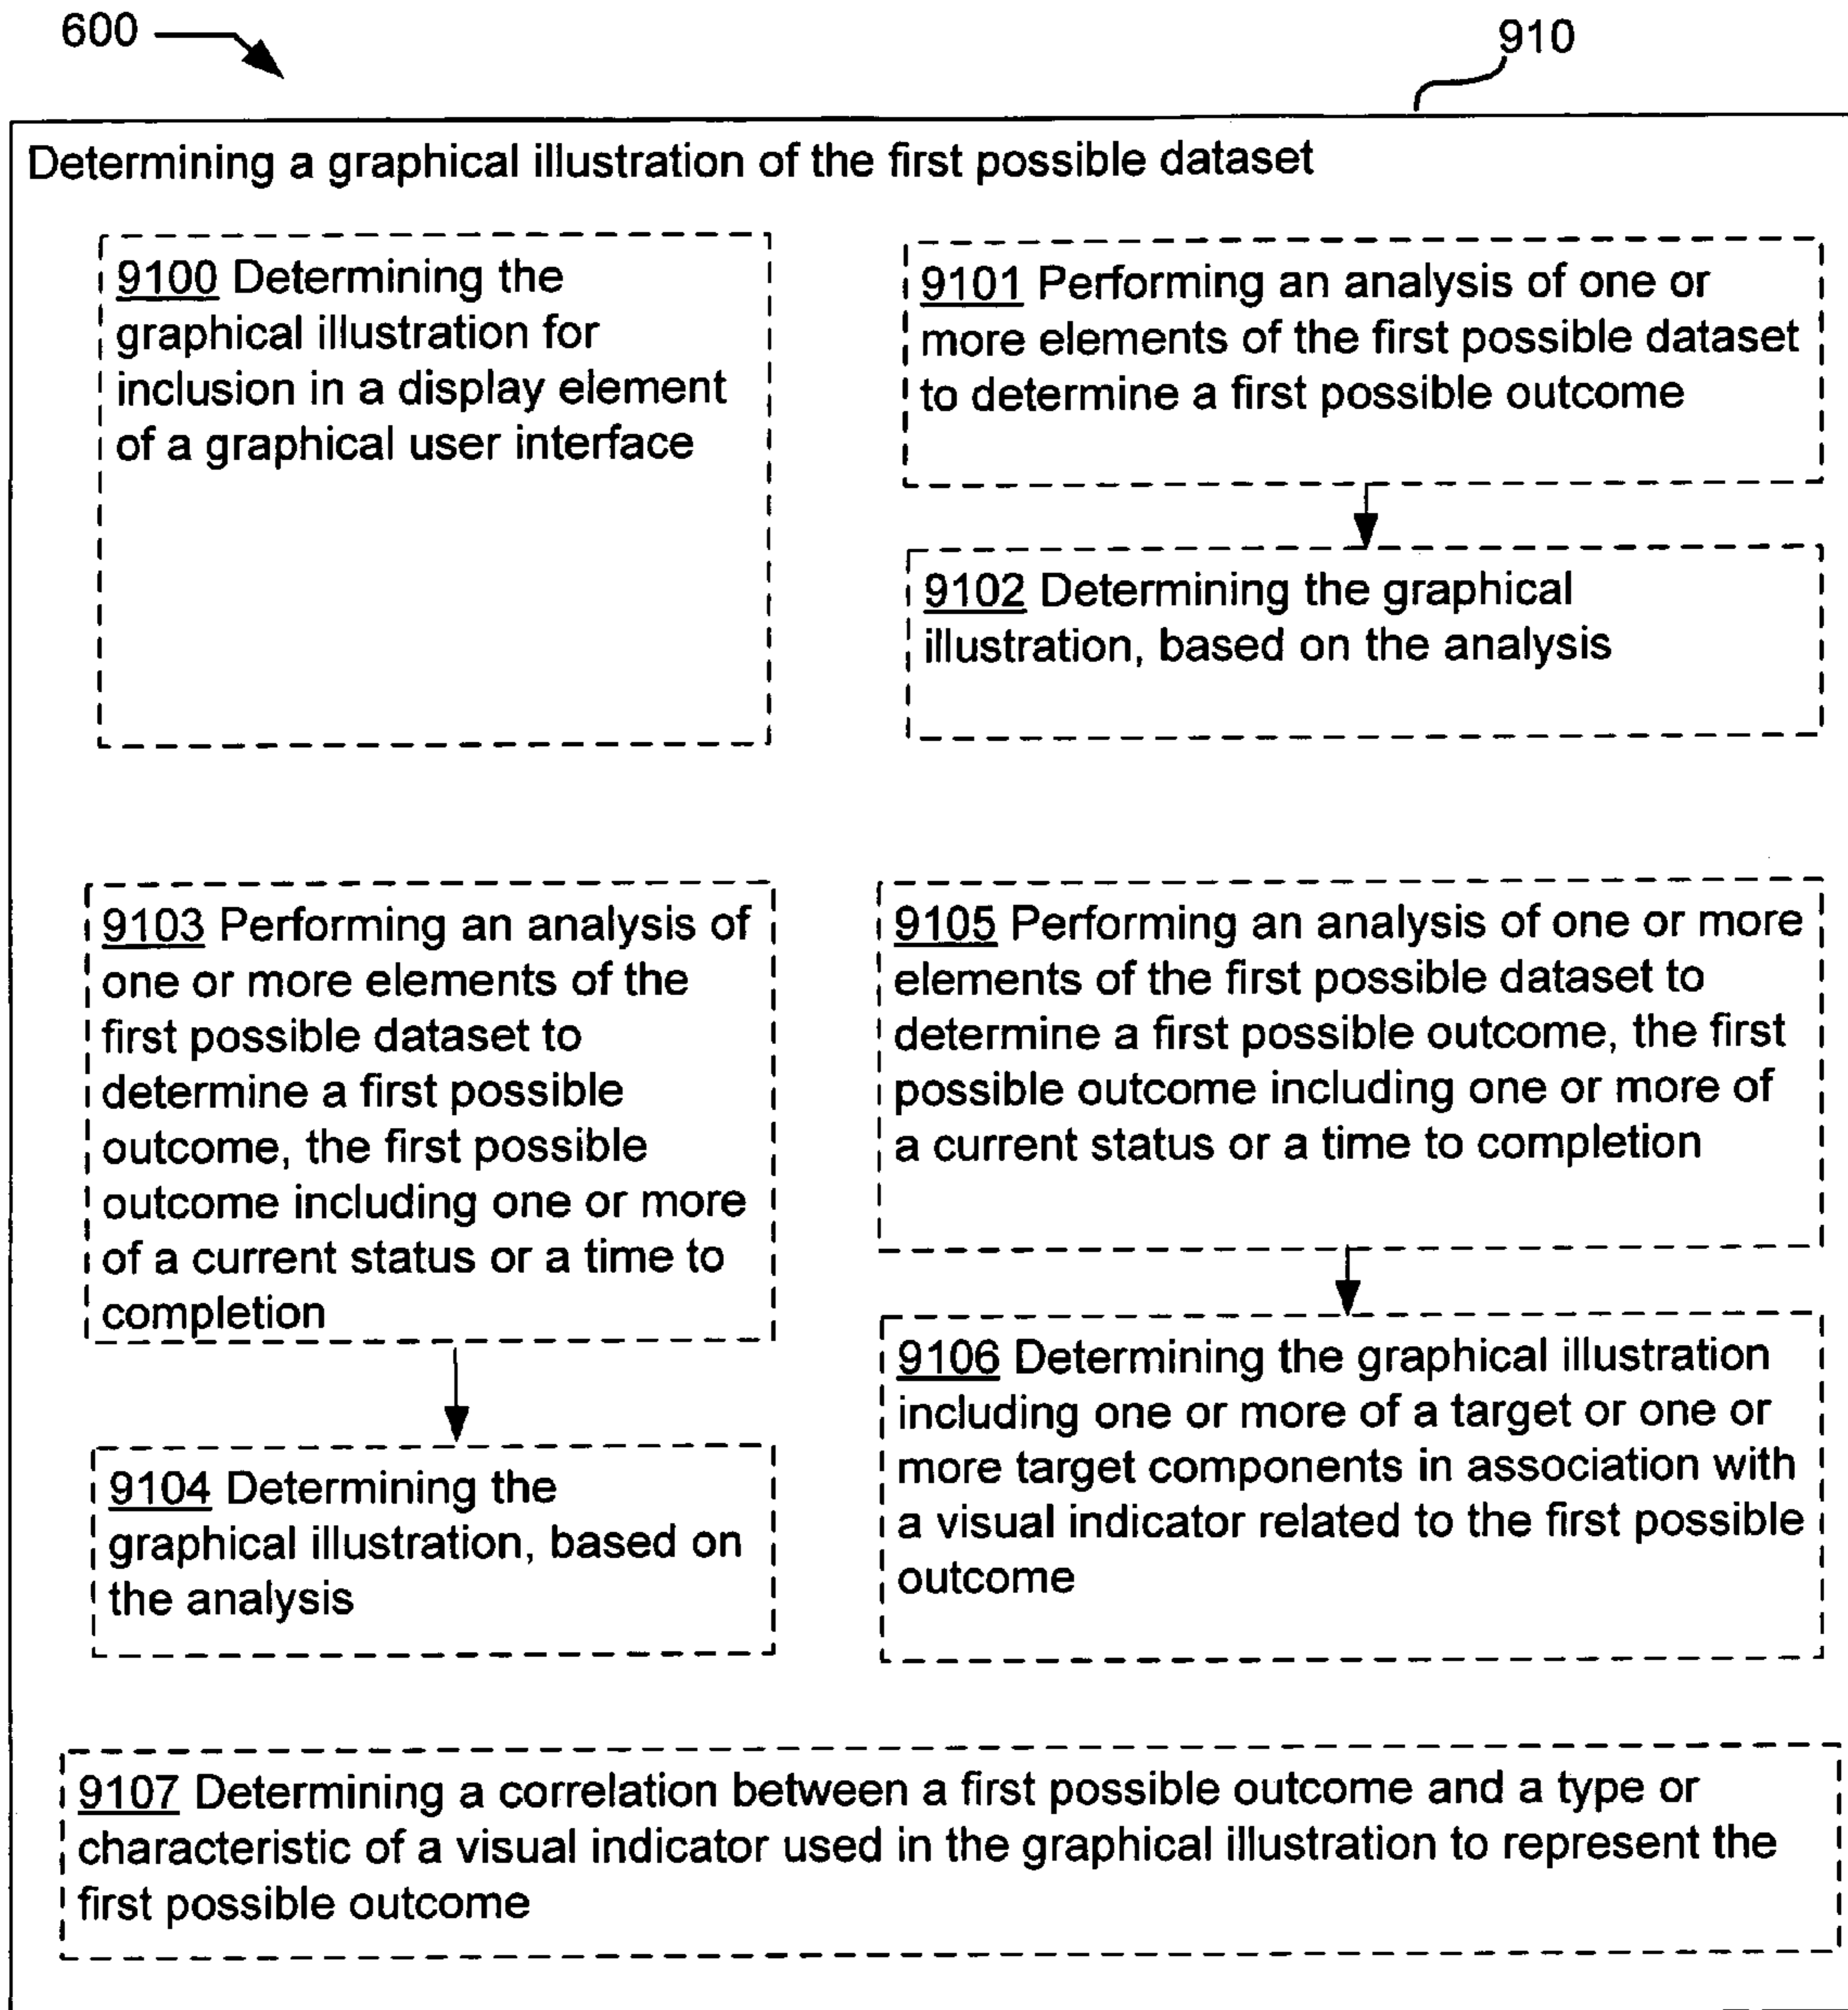 600
910
Determining a graphical illustration of the first possible dataset
9100 Determining the
graphical illustration for
inclusion in a display element
of a graphical user interface
9101 Performing an analysis of one or
more elements of the first possible dataset
to determine a first possible outcome
9102 Determining the graphical
illustration, based on the analysis
9103 Performing an analysis of
one or more elements of the
first possible dataset to
determine a first possible
outcome, the first possible
outcome including one or more
of a current status or a time to
completion
9104 Determining the
graphical illustration, based on
the analysis
9105 Performing an analysis of one or more
elements of the first possible dataset to
determine a first possible outcome, the first
possible outcome including one or more of
a current status or a time to completion
9106 Determining the graphical illustration
including one or more of a target or one or
more target components in association with
a visual indicator related to the first possible
outcome
9107 Determining a correlation between a first possible outcome and a type or
characteristic of a visual indicator used in the graphical illustration to represent the
first possible outcome